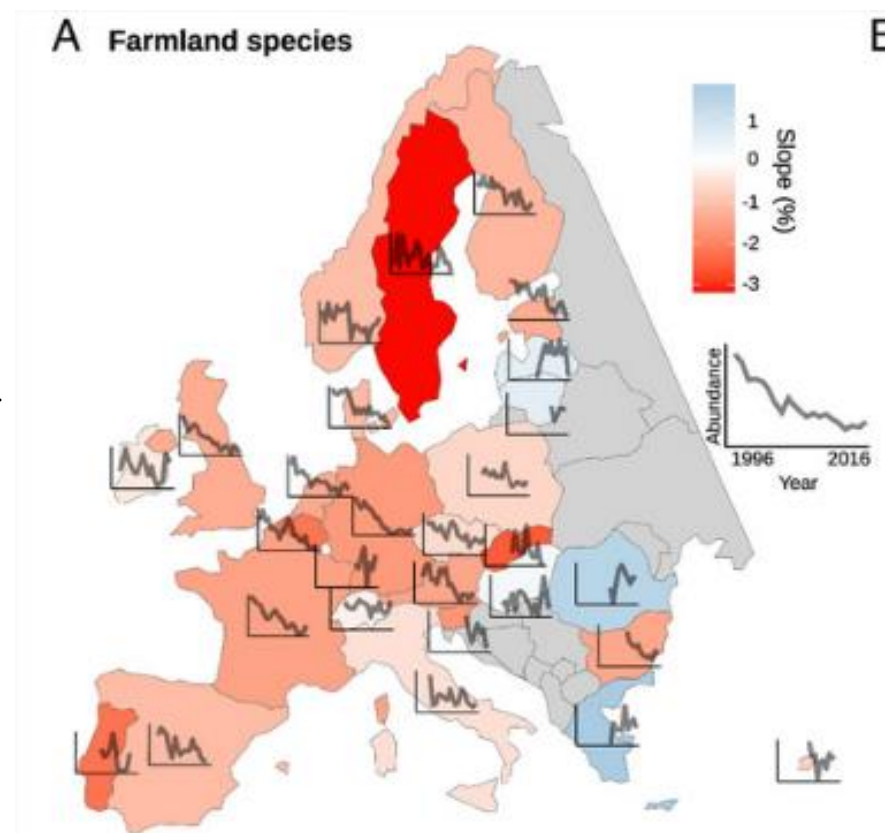 A Farmland species
E
1
0
-1
-2
-3
Slope (%)
Abundance
1996 2016
Year